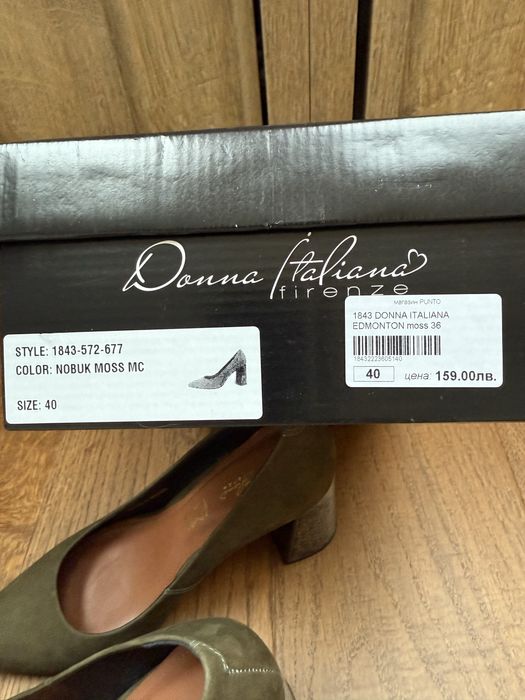 Donna Italiana
firenze
магазин PUNTO
1843 DONNA ITALIANA
EDMONTON moss 36
18432223605140
40 цена: 159.00лв.
STYLE: 1843-572-677
COLOR: NOBUK MOSS MC
SIZE: 40